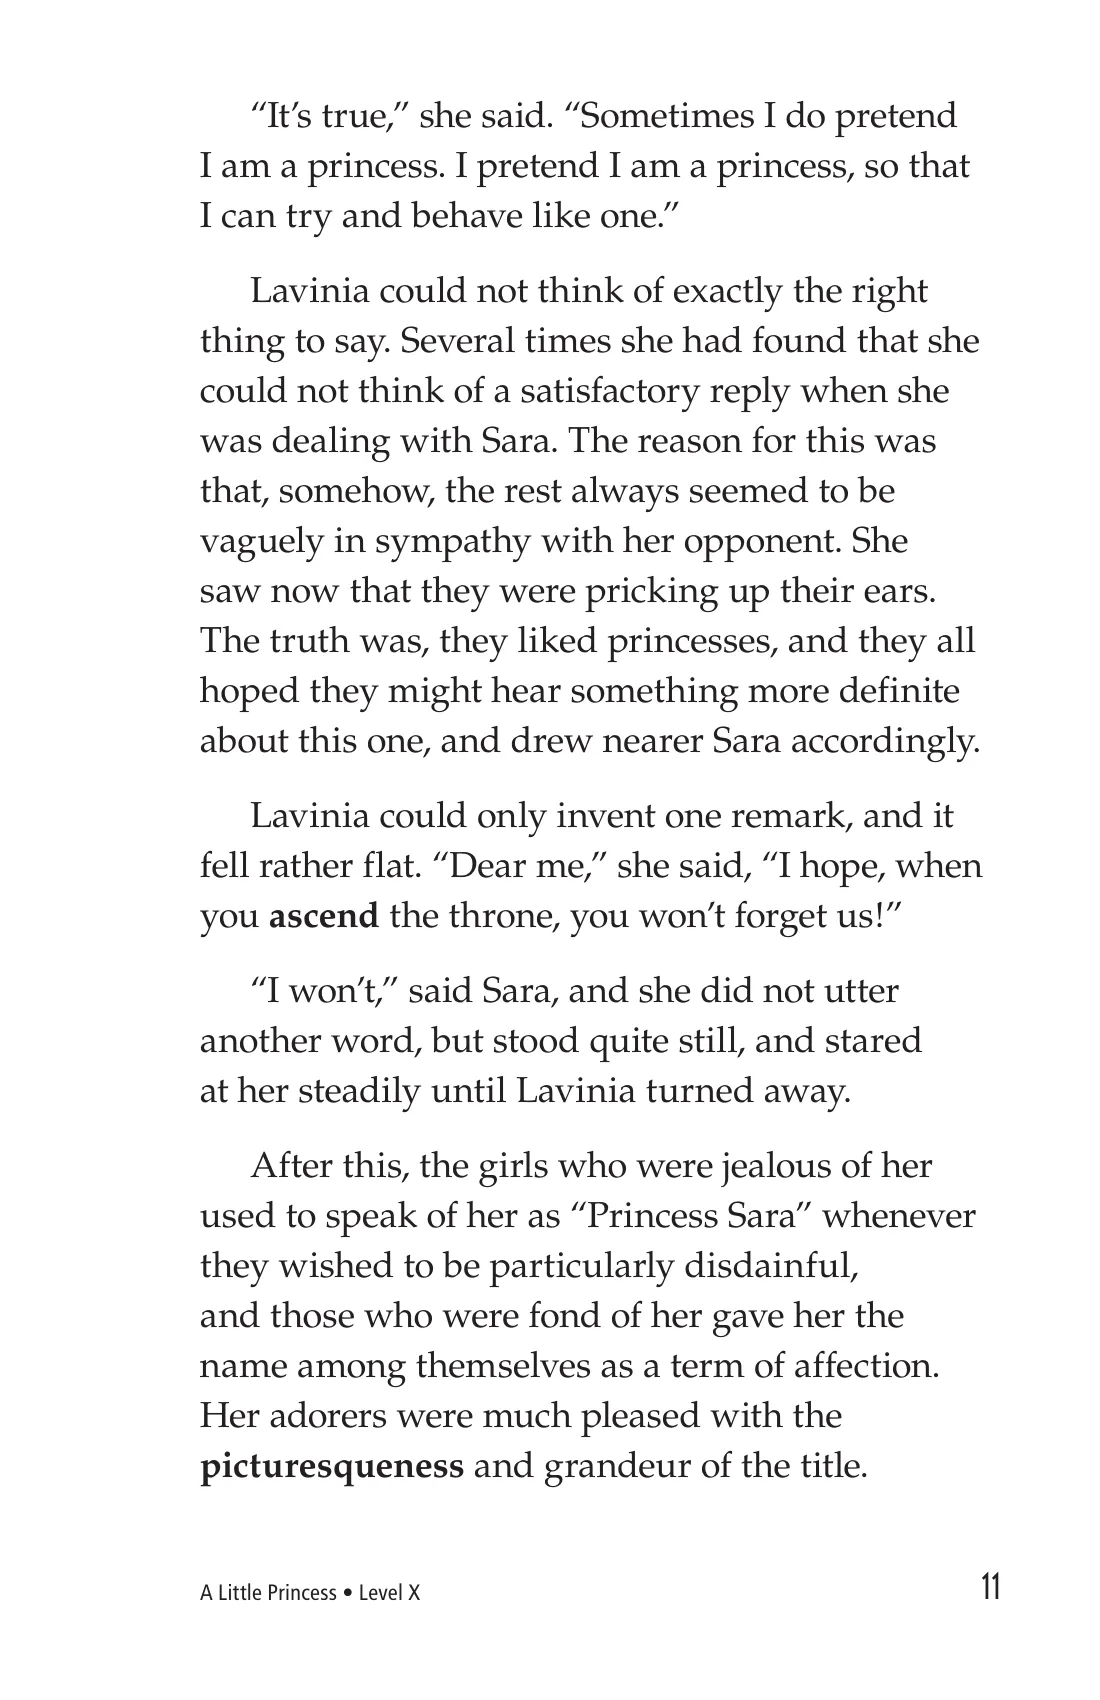 “It’s true,” she said. “Sometimes I do pretend
I am a princess. I pretend I am a princess, so that
I can try and behave like one.”
Lavinia could not think of exactly the right
thing to say. Several times she had found that she
could not think of a satisfactory reply when she
was dealing with Sara. The reason for this was
that, somehow, the rest always seemed to be
vaguely in sympathy with her opponent. She
saw now that they were pricking up their ears.
The truth was, they liked princesses, and they all
hoped they might hear something more definite
about this one, and drew nearer Sara accordingly.
Lavinia could only invent one remark, and it
fell rather flat. “Dear me,” she said, “I hope, when
you ascend the throne, you won’t forget us!”
“I won’t,” said Sara, and she did not utter
another word, but stood quite still, and stared
at her steadily until Lavinia turned away.
After this, the girls who were jealous of her
used to speak of her as “Princess Sara” whenever
they wished to be particularly disdainful,
and those who were fond of her gave her the
name among themselves as a term of affection.
Her adorers were much pleased with the
picturesqueness and grandeur of the title.
A Little Princess • Level X
11